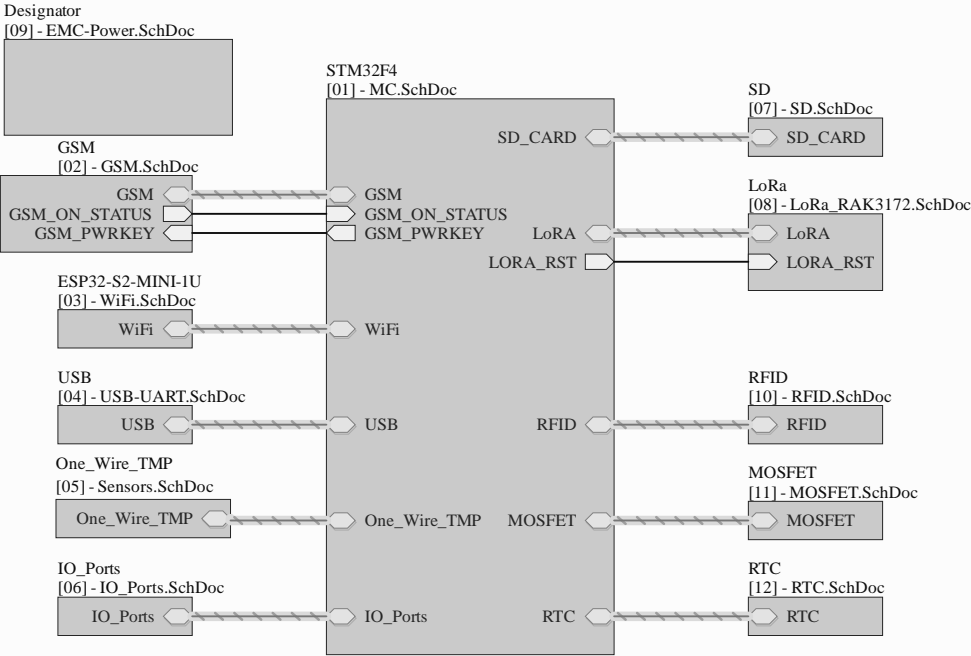 Designator
[09] - EMC-Power.SchDoc
STM32F4
[01] - MC.SchDoc
SD
[07] - SD.SchDoc
SD_CARD
SD_CARD
GSM
[02] - GSM.SchDoc
GSM
GSM_ON_STATUS
GSM_PWRKEY
GSM
GSM_ON_STATUS
GSM_PWRKEY
LoRa
[08] - LoRa_RAK3172.SchDoc
LoRA
LORA_RST
LoRA
LORA_RST
ESP32-S2-MINI-1U
[03] - WiFi.SchDoc
WiFi
WiFi
USB
[04] - USB-UART.SchDoc
USB
USB
RFID
[10] - RFID.SchDoc
RFID
RFID
One_Wire_TMP
[05] - Sensors.SchDoc
One_Wire_TMP
One_Wire_TMP
MOSFET
[11] - MOSFET.SchDoc
MOSFET
MOSFET
IO_Ports
[06] - IO_Ports.SchDoc
IO_Ports
IO_Ports
RTC
[12] - RTC.SchDoc
RTC
RTC